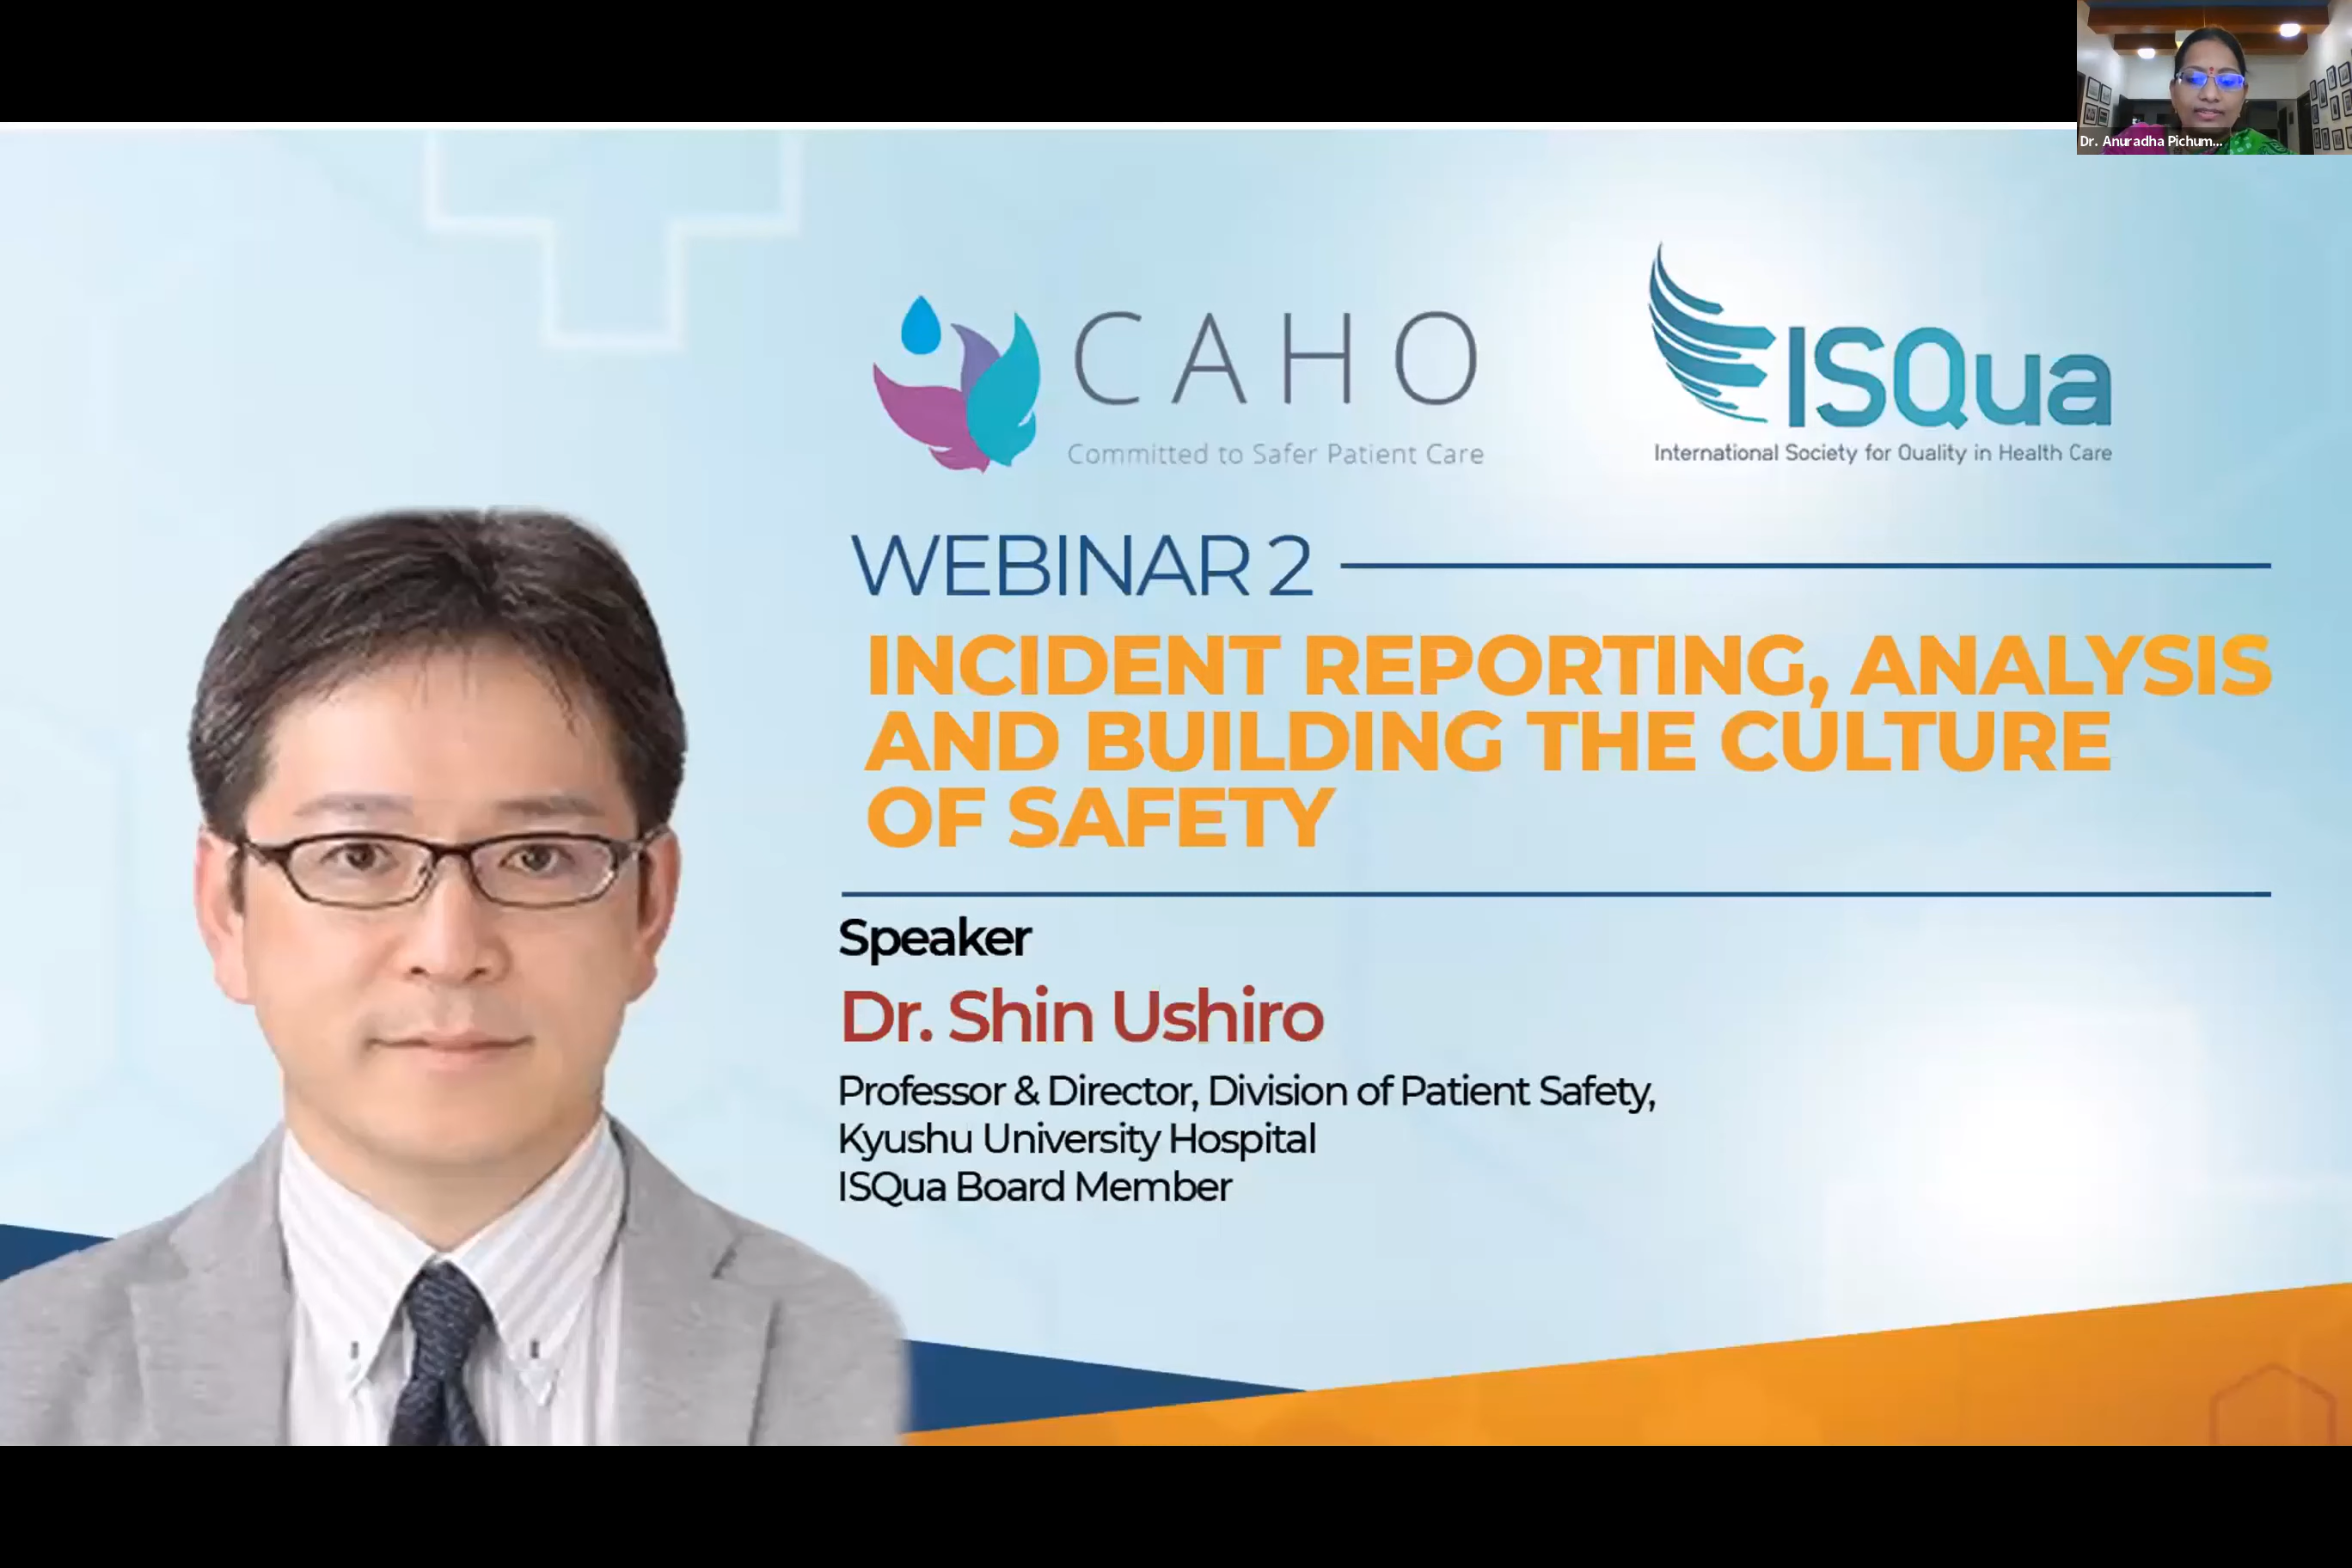 Dr. Anuradha Pichum...
CAHO
Committed to Safer Patient Care
ISQua
International Society for Quality in Health Care
WEBINAR 2
INCIDENT REPORTING, ANALYSIS
AND BUILDING THE CULTURE
OF SAFETY
Speaker
Dr. Shin Ushiro
Professor & Director, Division of Patient Safety,
Kyushu University Hospital
ISQua Board Member